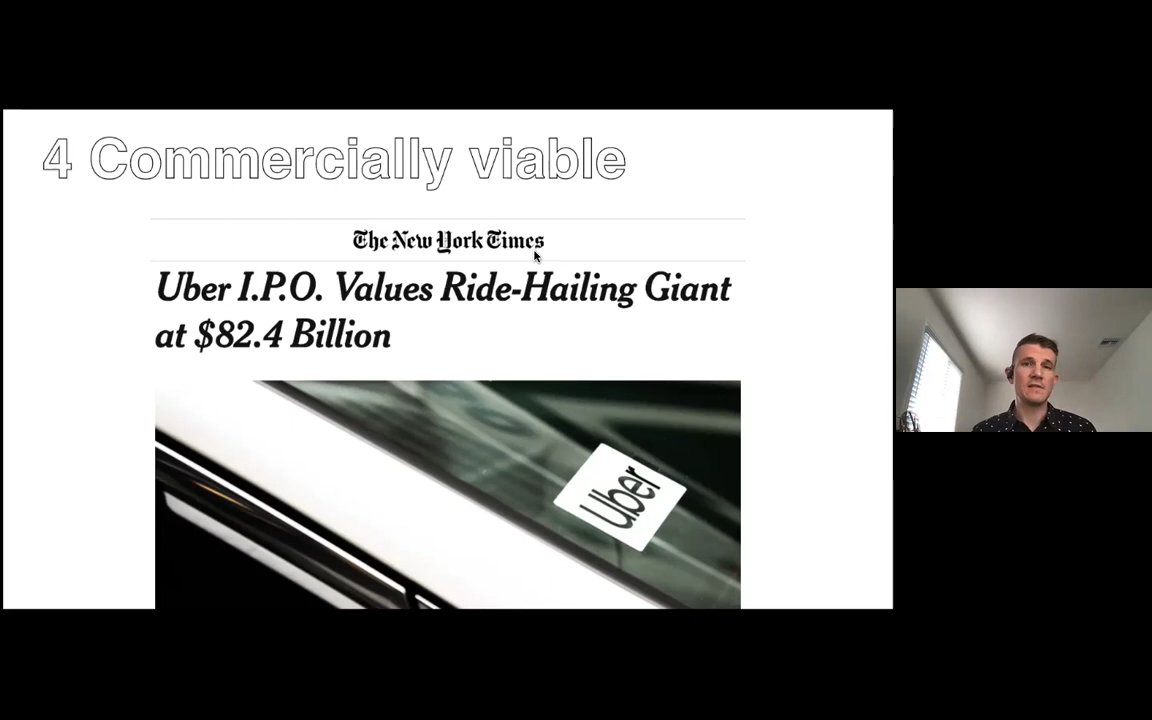 4 Commercially viable
The New York Times
Uber I.P.O. Values Ride-Hailing Giant
at $82.4 Billion
Uber